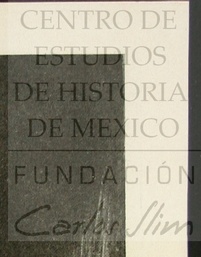 CENTRO DE
ESTUDIOS
DE HISTORIA
DE MEXICO
FUNDACIÓN
Carlos Slim